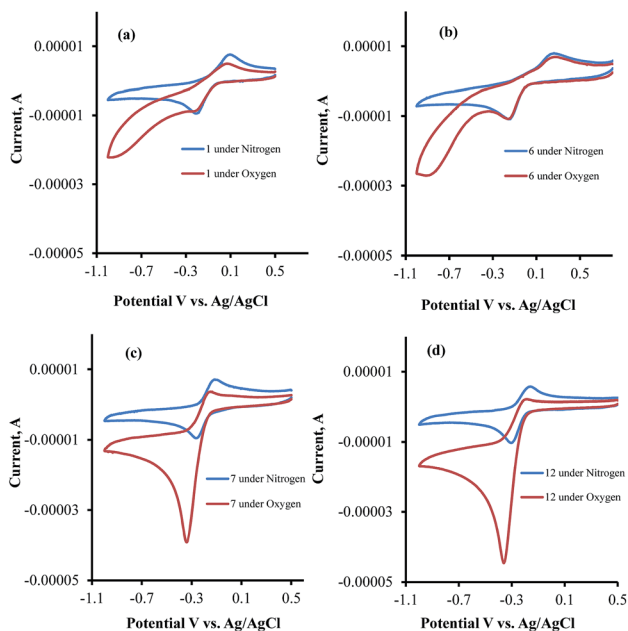 (a)
0.00001
-0.00001
-0.00003
-0.00005
Current, A
1 under Nitrogen
1 under Oxygen
-1.1 -0.7 -0.3 0.1 0.5
Potential V vs. Ag/AgCl
(b)
0.00001
-0.00001
-0.00003
-0.00005
Current, A
6 under Nitrogen
6 under Oxygen
-1.1 -0.7 -0.3 0.1 0.5
Potential V vs. Ag/AgCl
(c)
0.00001
-0.00001
-0.00003
-0.00005
Current, A
7 under Nitrogen
7 under Oxygen
-1.1 -0.7 -0.3 0.1 0.5
Potential V vs. Ag/AgCl
(d)
0.00001
-0.00001
-0.00003
-0.00005
Current, A
12 under Nitrogen
12 under Oxygen
-1.1 -0.7 -0.3 0.1 0.5
Potential V vs. Ag/AgCl